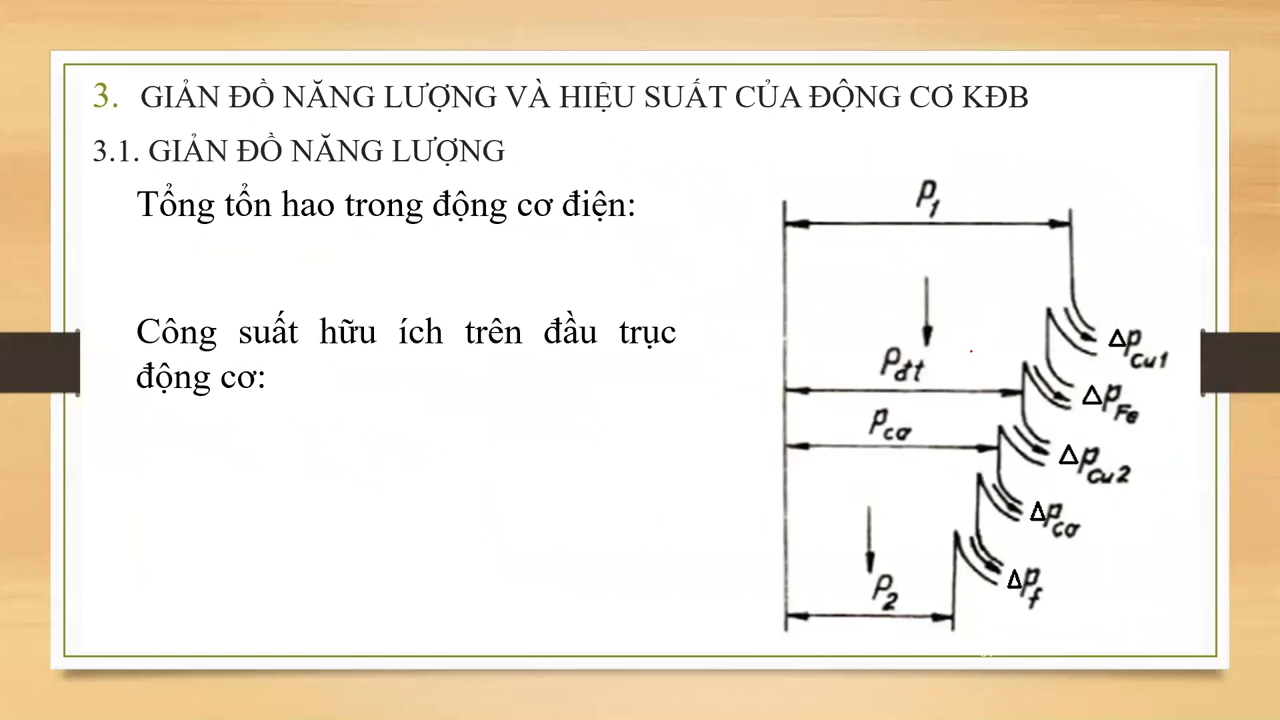 3. GIẢN ĐỒ NĂNG LƯỢNG VÀ HIỆU SUẤT CỦA ĐỘNG CƠ KĐB
3.1. GIẢN ĐỒ NĂNG LƯỢNG
Tổng tổn hao trong động cơ điện:
Công suất hữu ích trên đầu trục
động cơ:
P1
ΔPCu1
Pđt
ΔPFe
Pcơ
ΔPCu2
ΔPcơ
ΔPf
P2